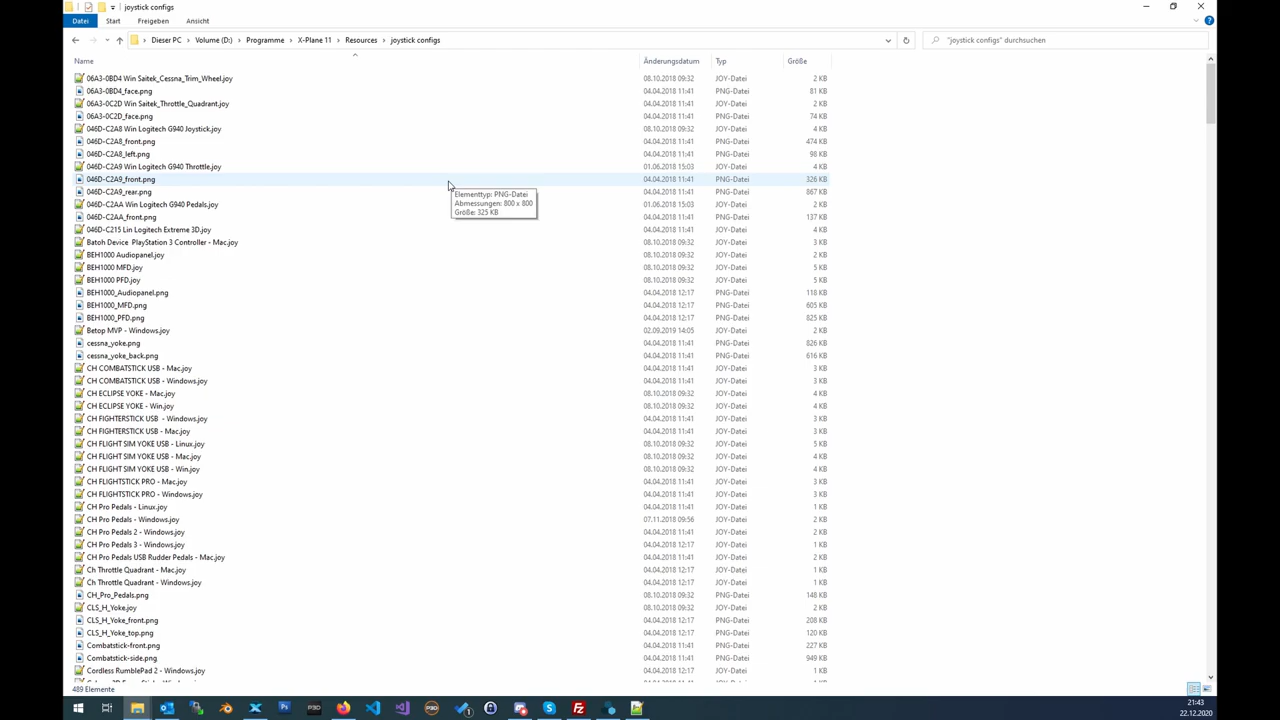 joystick configs
Datei Start Freigeben Ansicht
Dieser PC Volume (D:) Programme X-Plane 11 Resources joystick configs "joystick configs" durchsuchen
Name Änderungsdatum Typ Größe
06A3-0BD4 Win Saitek_Cessna_Trim_Wheel.joy 08.10.2018 09:32 JOY-Datei 2 KB
06A3-0BD4_face.png 04.04.2018 11:41 PNG-Datei 81 KB
06A3-0C2D Win Saitek_Throttle_Quadrant.joy 08.10.2018 09:32 JOY-Datei 2 KB
06A3-0C2D_face.png 04.04.2018 11:41 PNG-Datei 74 KB
046D-C2A8 Win Logitech G940 Joystick.joy 08.10.2018 09:32 JOY-Datei 4 KB
046D-C2A8_front.png 04.04.2018 11:41 PNG-Datei 474 KB
046D-C2A8_left.png 04.04.2018 11:41 PNG-Datei 98 KB
046D-C2A9 Win Logitech G940 Throttle.joy 01.06.2018 15:03 JOY-Datei 4 KB
046D-C2A9_front.png 04.04.2018 11:41 PNG-Datei 326 KB
046D-C2A9_rear.png 04.04.2018 11:41 PNG-Datei 867 KB
046D-C2AA Win Logitech G940 Pedals.joy 01.06.2018 15:03 JOY-Datei 2 KB
046D-C2AA_front.png 04.04.2018 11:41 PNG-Datei 137 KB
046D-C215 Lin Logitech Extreme 3D.joy 04.04.2018 11:41 JOY-Datei 4 KB
Batoh Device PlayStation 3 Controller - Mac.joy 08.10.2018 09:32 JOY-Datei 3 KB
BEH1000 Audiopanel.joy 08.10.2018 09:32 JOY-Datei 2 KB
BEH1000 MFD.joy 08.10.2018 09:32 JOY-Datei 5 KB
BEH1000 PFD.joy 08.10.2018 09:32 JOY-Datei 5 KB
BEH1000_Audiopanel.png 04.04.2018 12:17 PNG-Datei 118 KB
BEH1000_MFD.png 04.04.2018 12:17 PNG-Datei 605 KB
BEH1000_PFD.png 04.04.2018 12:17 PNG-Datei 825 KB
Betop MVP - Windows.joy 02.09.2019 14:05 JOY-Datei 2 KB
cessna_yoke.png 04.04.2018 11:41 PNG-Datei 826 KB
cessna_yoke_back.png 04.04.2018 11:41 PNG-Datei 616 KB
CH COMBATSTICK USB - Mac.joy 04.04.2018 11:41 JOY-Datei 3 KB
CH COMBATSTICK USB - Windows.joy 04.04.2018 11:41 JOY-Datei 3 KB
CH ECLIPSE YOKE - Mac.joy 08.10.2018 09:32 JOY-Datei 4 KB
CH ECLIPSE YOKE - Win.joy 08.10.2018 09:32 JOY-Datei 4 KB
CH FIGHTERSTICK USB - Windows.joy 04.04.2018 11:41 JOY-Datei 3 KB
CH FIGHTERSTICK USB - Mac.joy 04.04.2018 11:41 JOY-Datei 3 KB
CH FLIGHT SIM YOKE USB - Linux.joy 08.10.2018 09:32 JOY-Datei 5 KB
CH FLIGHT SIM YOKE USB - Mac.joy 08.10.2018 09:32 JOY-Datei 4 KB
CH FLIGHT SIM YOKE USB - Win.joy 08.10.2018 09:32 JOY-Datei 4 KB
CH FLIGHTSTICK PRO - Mac.joy 04.04.2018 11:41 JOY-Datei 3 KB
CH FLIGHTSTICK PRO - Windows.joy 04.04.2018 11:41 JOY-Datei 3 KB
CH Pro Pedals - Linux.joy 04.04.2018 11:41 JOY-Datei 1 KB
CH Pro Pedals - Windows.joy 07.11.2018 09:56 JOY-Datei 2 KB
CH Pro Pedals 2 - Windows.joy 04.04.2018 11:41 JOY-Datei 2 KB
CH Pro Pedals 3 - Windows.joy 04.04.2018 12:17 JOY-Datei 1 KB
CH Pro Pedals USB Rudder Pedals - Mac.joy 04.04.2018 11:41 JOY-Datei 1 KB
Ch Throttle Quadrant - Mac.joy 04.04.2018 12:17 JOY-Datei 1 KB
Ch Throttle Quadrant - Windows.joy 04.04.2018 11:41 JOY-Datei 1 KB
CH_Pro_Pedals.png 08.10.2018 09:32 PNG-Datei 148 KB
CLS_H_Yoke.joy 08.10.2018 09:32 JOY-Datei 2 KB
CLS_H_Yoke_front.png 04.04.2018 12:17 PNG-Datei 208 KB
CLS_H_Yoke_top.png 04.04.2018 12:17 PNG-Datei 120 KB
Combatstick-front.png 04.04.2018 11:41 PNG-Datei 227 KB
Combatstick-side.png 04.04.2018 11:41 PNG-Datei 949 KB
Cordless RumblePad 2 - Windows.joy 04.04.2018 12:17 JOY-Datei 1 KB
Elementtyp: PNG-Datei
Abmessungen: 800 x 800
Größe: 325 KB
489 Elemente
P3D
21:43
22.12.2020